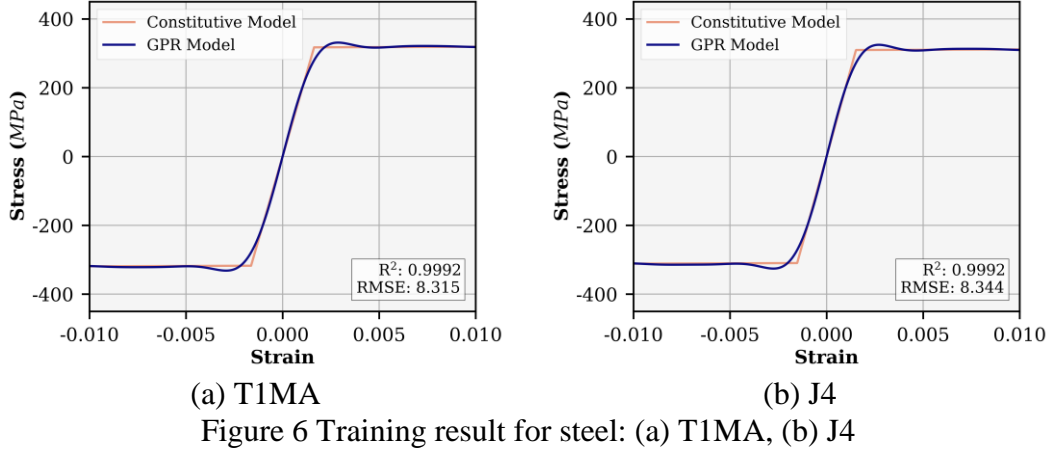 Constitutive Model
GPR Model
400
200
0
-200
-400
Stress (MPa)
R²: 0.9992
RMSE: 8.315
-0.010 -0.005 0.000 0.005 0.010
Strain
(a) T1MA
Constitutive Model
GPR Model
400
200
0
-200
-400
Stress (MPa)
R²: 0.9992
RMSE: 8.344
-0.010 -0.005 0.000 0.005 0.010
Strain
(b) J4
Figure 6 Training result for steel: (a) T1MA, (b) J4